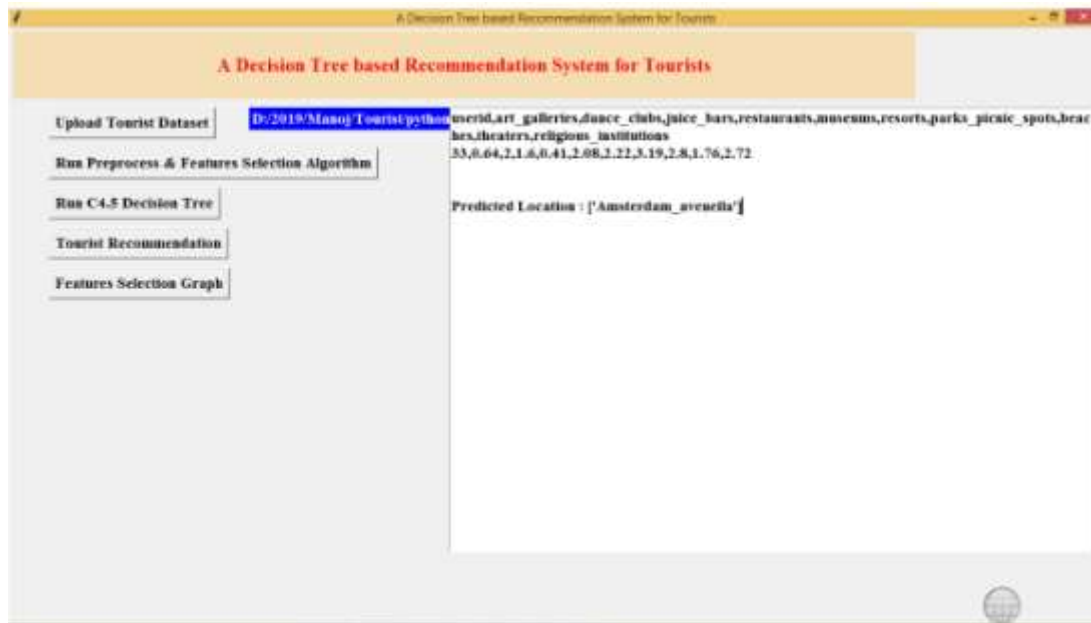 A Decision Tree based Recommendation System for Tourists
A Decision Tree based Recommendation System for Tourists
Upload Tourist Dataset
D:/2019/Manoj/Tourist/python
userid,art_galleries,dance_clubs,juice_bars,restaurants,museums,resorts,parks_picnic_spots,beac
hes,theaters,religious_institutions
33,0.64,2,1.6,0.41,2.08,2.22,3.19,2.8,1.76,2.72
Run Preprocess & Features Selection Algorithm
Run C4.5 Decision Tree
Predicted Location : ['Amsterdam_avenella']
Tourist Recommendation
Features Selection Graph